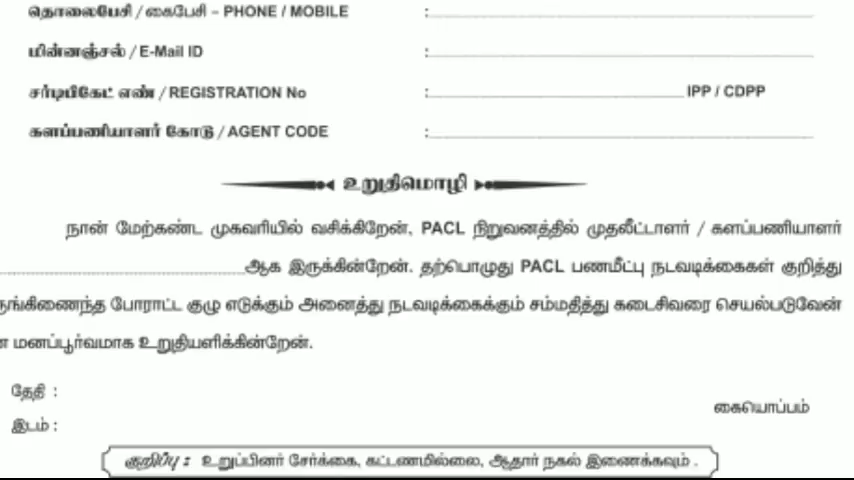 தொலைபேசி / கைபேசி – PHONE / MOBILE :
மின்னஞ்சல் / E-Mail ID :
சர்டிபிகேட் எண் / REGISTRATION No : IPP / CDPP
களப்பணியாளர் கோடு / AGENT CODE :
உறுதிமொழி
நான் மேற்கண்ட முகவரியில் வசிக்கிறேன், PACL நிறுவனத்தில் முதலீட்டாளர் / களப்பணியாளர்
ஆக இருக்கின்றேன். தற்பொழுது PACL பணமீட்பு நடவடிக்கைகள் குறித்து
போராட்ட குழு எடுக்கும் அனைத்து நடவடிக்கைக்கும் சம்மதித்து கடைசிவரை செயல்படுவேன்
மனப்பூர்வமாக உறுதியளிக்கின்றேன்.
தேதி :
கையொப்பம்
இடம் :
குறிப்பு : உறுப்பினர் சேர்க்கை, கட்டணமில்லை, ஆதார் நகல் இணைக்கவும் .